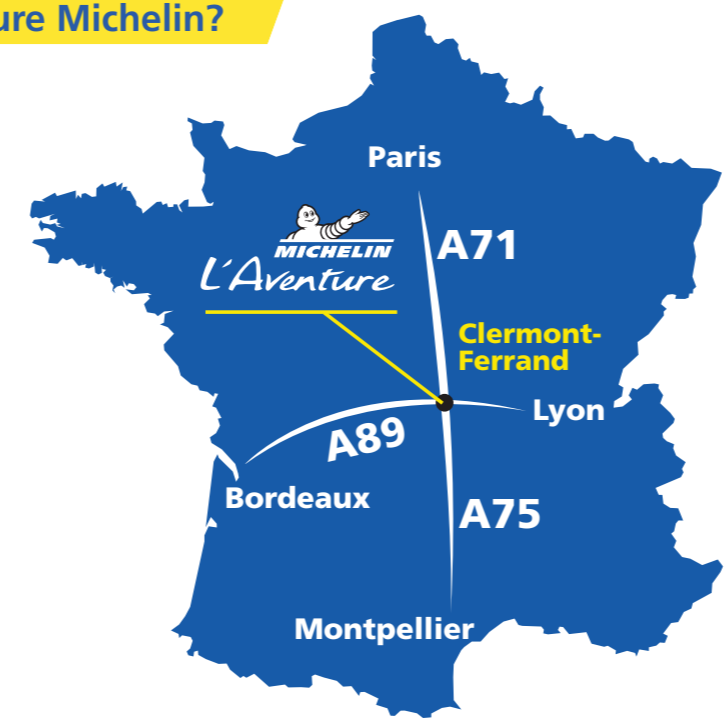 ure Michelin?
Paris
MICHELIN
L'Aventure
A71
Clermont-
Ferrand
Lyon
A89
Bordeaux
A75
Montpellier